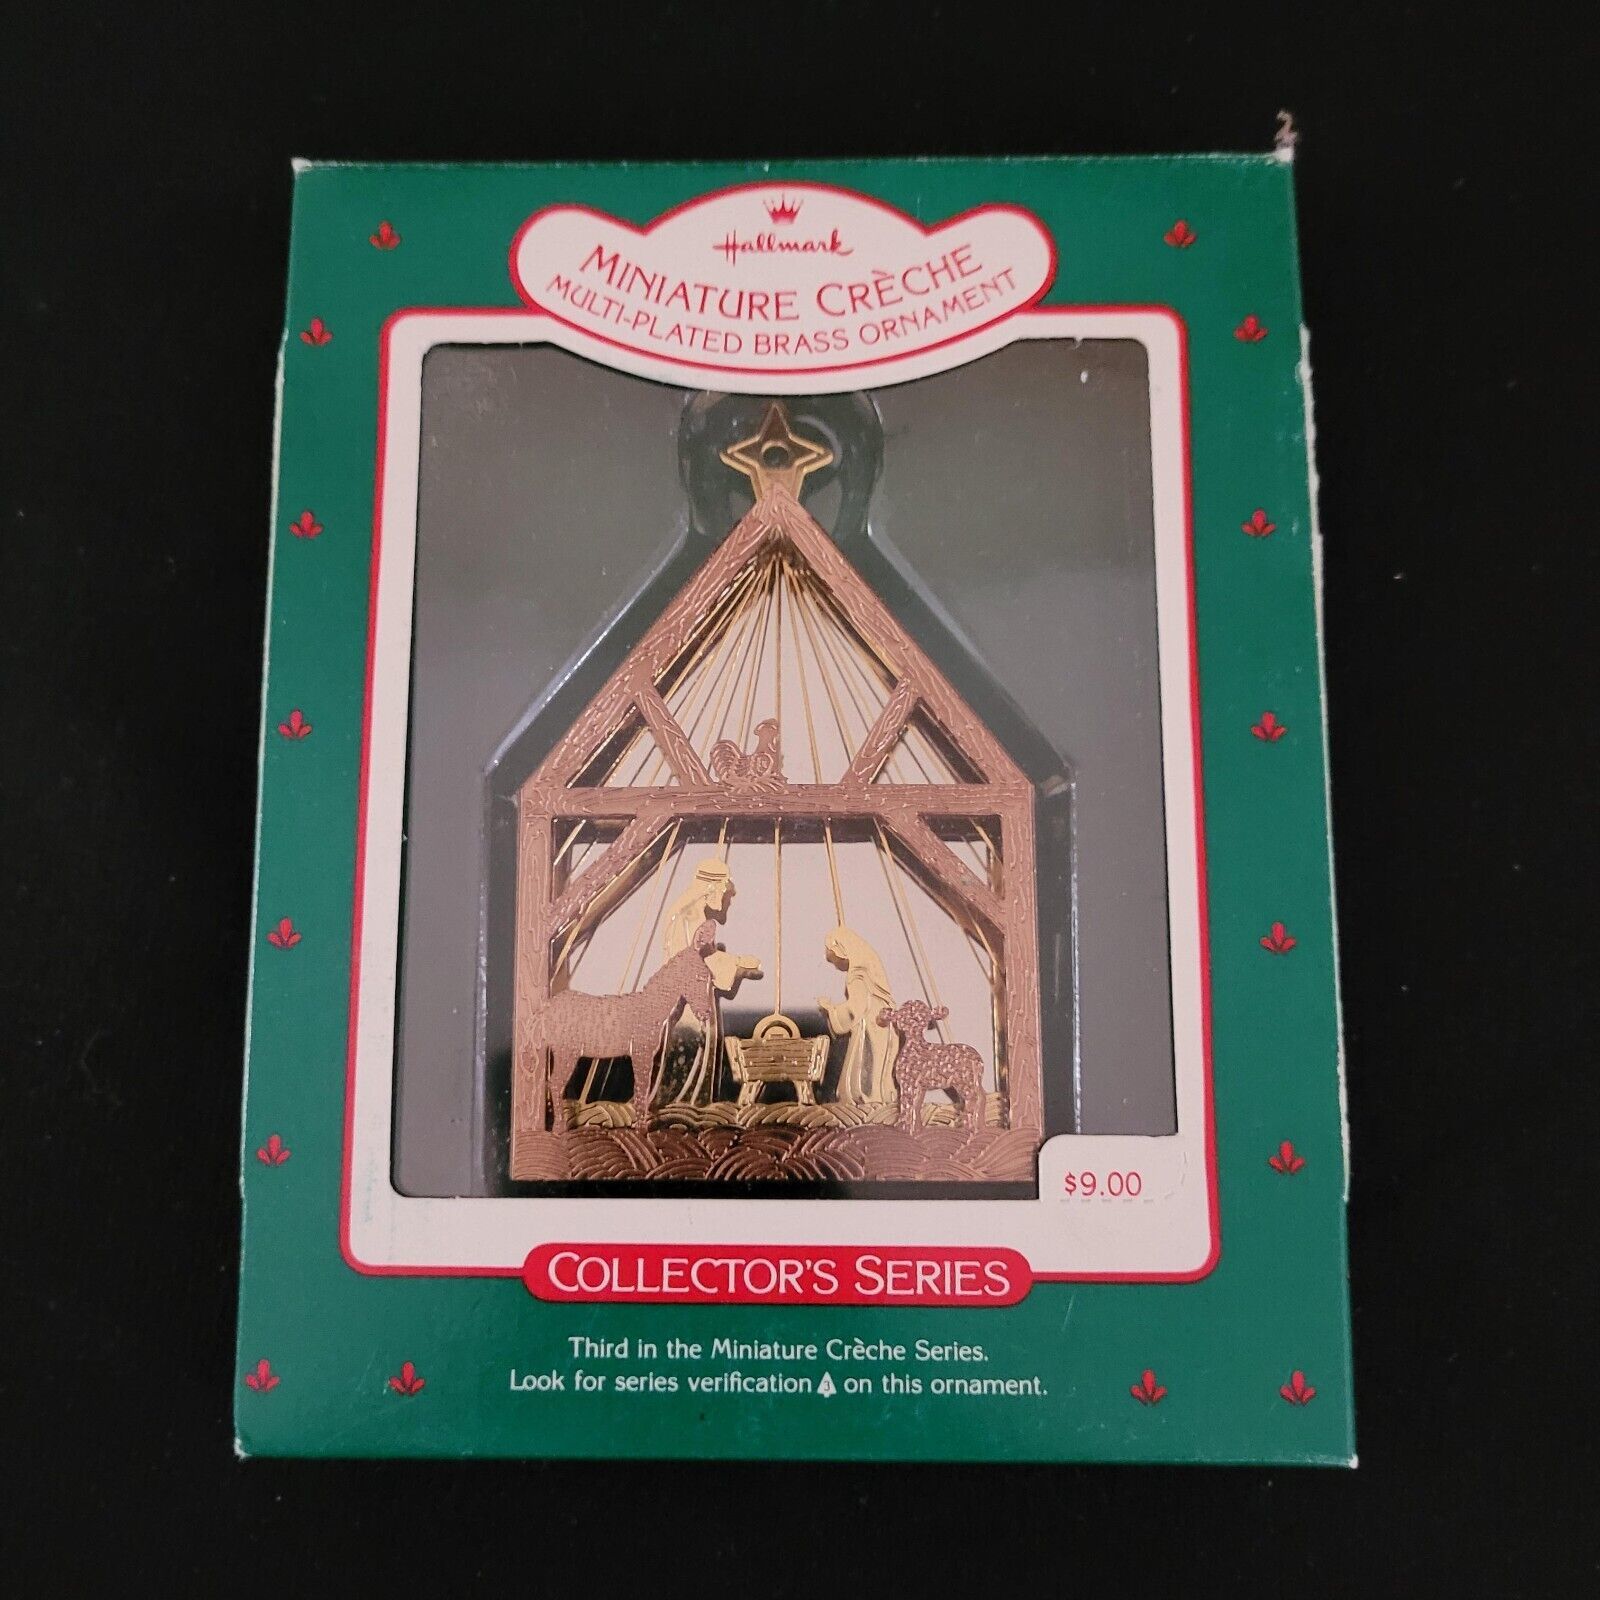 Hallmark
MINIATURE CRÈCHE
MULTI-PLATED BRASS ORNAMENT
$9.00
COLLECTOR'S SERIES
Third in the Miniature Crèche Series.
Look for series verification 3 on this ornament.